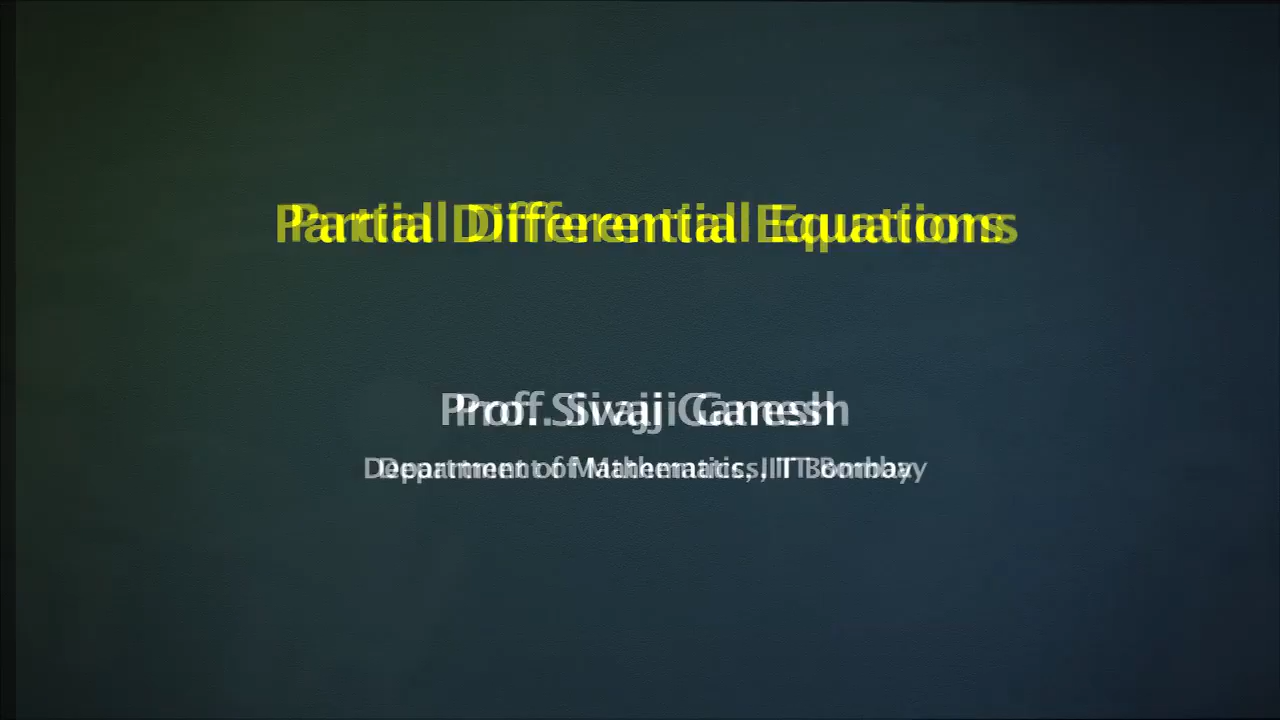 Partial Differential Equations
Prof. Sivaji Ganesh
Department of Mathematics, IIT Bombay